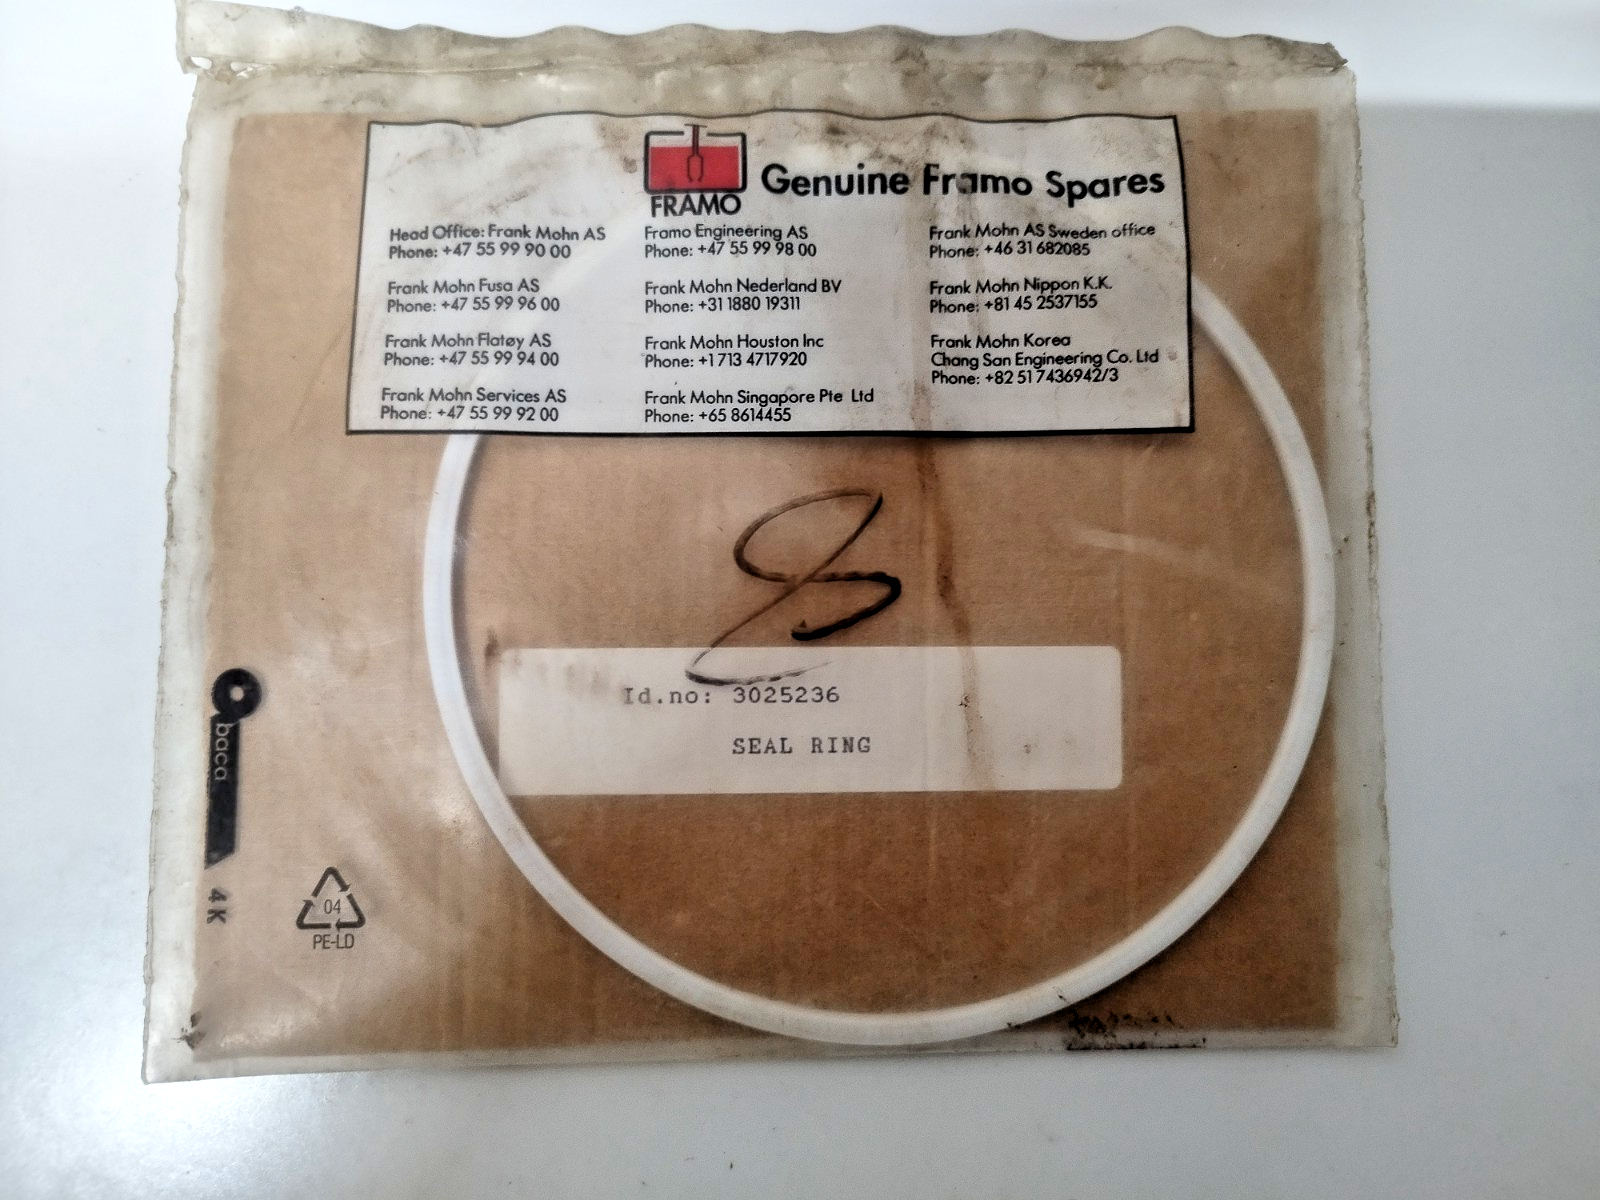 FRAMO
Genuine Framo Spares
Head Office: Frank Mohn AS
Phone: +47 55 99 90 00
Frank Mohn Fusa AS
Phone: +47 55 99 96 00
Frank Mohn Flatøy AS
Phone: +47 55 99 94 00
Frank Mohn Services AS
Phone: +47 55 99 92 00
Framo Engineering AS
Phone: +47 55 99 98 00
Frank Mohn Nederland BV
Phone: +31 1880 19311
Frank Mohn Houston Inc
Phone: +1 713 4717920
Frank Mohn Singapore Pte Ltd
Phone: +65 8614455
Frank Mohn AS Sweden office
Phone: +46 31 682085
Frank Mohn Nippon K.K.
Phone: +81 45 2537155
Frank Mohn Korea
Chang San Engineering Co. Ltd
Phone: +82 51 7436942/3
Id.no: 3025236
SEAL RING
baca
4K
04
PE-LD